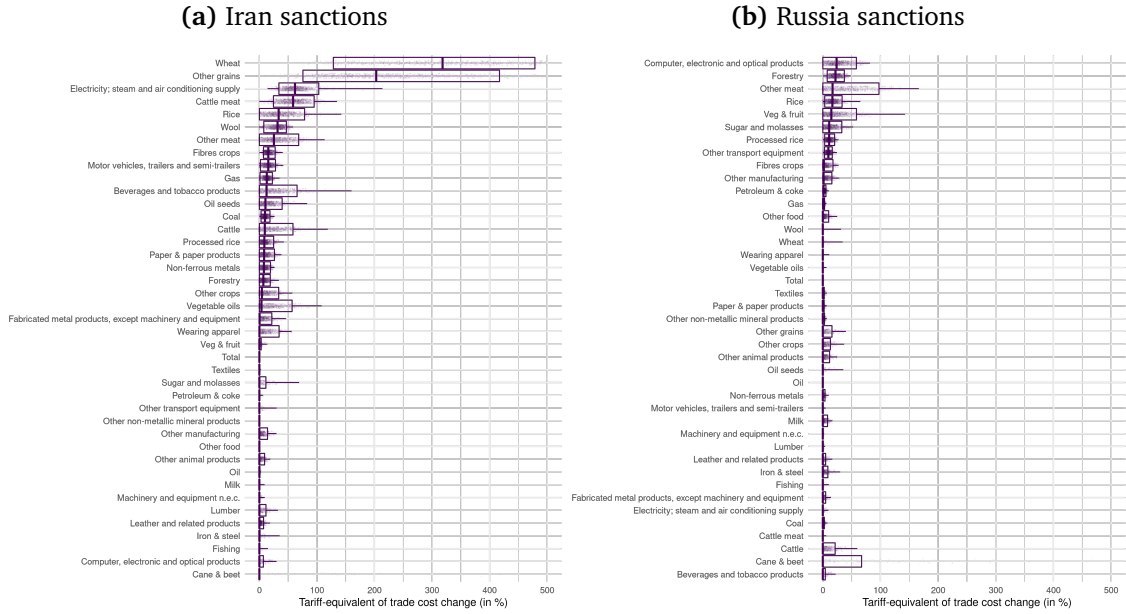 (a) Iran sanctions
Wheat
Other grains
Electricity; steam and air conditioning supply
Cattle meat
Rice
Wool
Other meat
Fibres crops
Motor vehicles, trailers and semi-trailers
Gas
Beverages and tobacco products
Oil seeds
Coal
Cattle
Processed rice
Paper & paper products
Non-ferrous metals
Forestry
Other crops
Vegetable oils
Fabricated metal products, except machinery and equipment
Wearing apparel
Veg & fruit
Total
Textiles
Sugar and molasses
Petroleum & coke
Other transport equipment
Other non-metallic mineral products
Other manufacturing
Other food
Other animal products
Oil
Milk
Machinery and equipment n.e.c.
Lumber
Leather and related products
Iron & steel
Fishing
Computer, electronic and optical products
Cane & beet
0 100 200 300 400 500
Tariff-equivalent of trade cost change (in %)
(b) Russia sanctions
Computer, electronic and optical products
Forestry
Other meat
Rice
Veg & fruit
Sugar and molasses
Processed rice
Other transport equipment
Fibres crops
Other manufacturing
Petroleum & coke
Gas
Other food
Wool
Wheat
Wearing apparel
Vegetable oils
Total
Textiles
Paper & paper products
Other non-metallic mineral products
Other grains
Other crops
Other animal products
Oil seeds
Oil
Non-ferrous metals
Motor vehicles, trailers and semi-trailers
Milk
Machinery and equipment n.e.c.
Lumber
Leather and related products
Iron & steel
Fishing
Fabricated metal products, except machinery and equipment
Electricity; steam and air conditioning supply
Coal
Cattle meat
Cattle
Cane & beet
Beverages and tobacco products
0 100 200 300 400 500
Tariff-equivalent of trade cost change (in %)